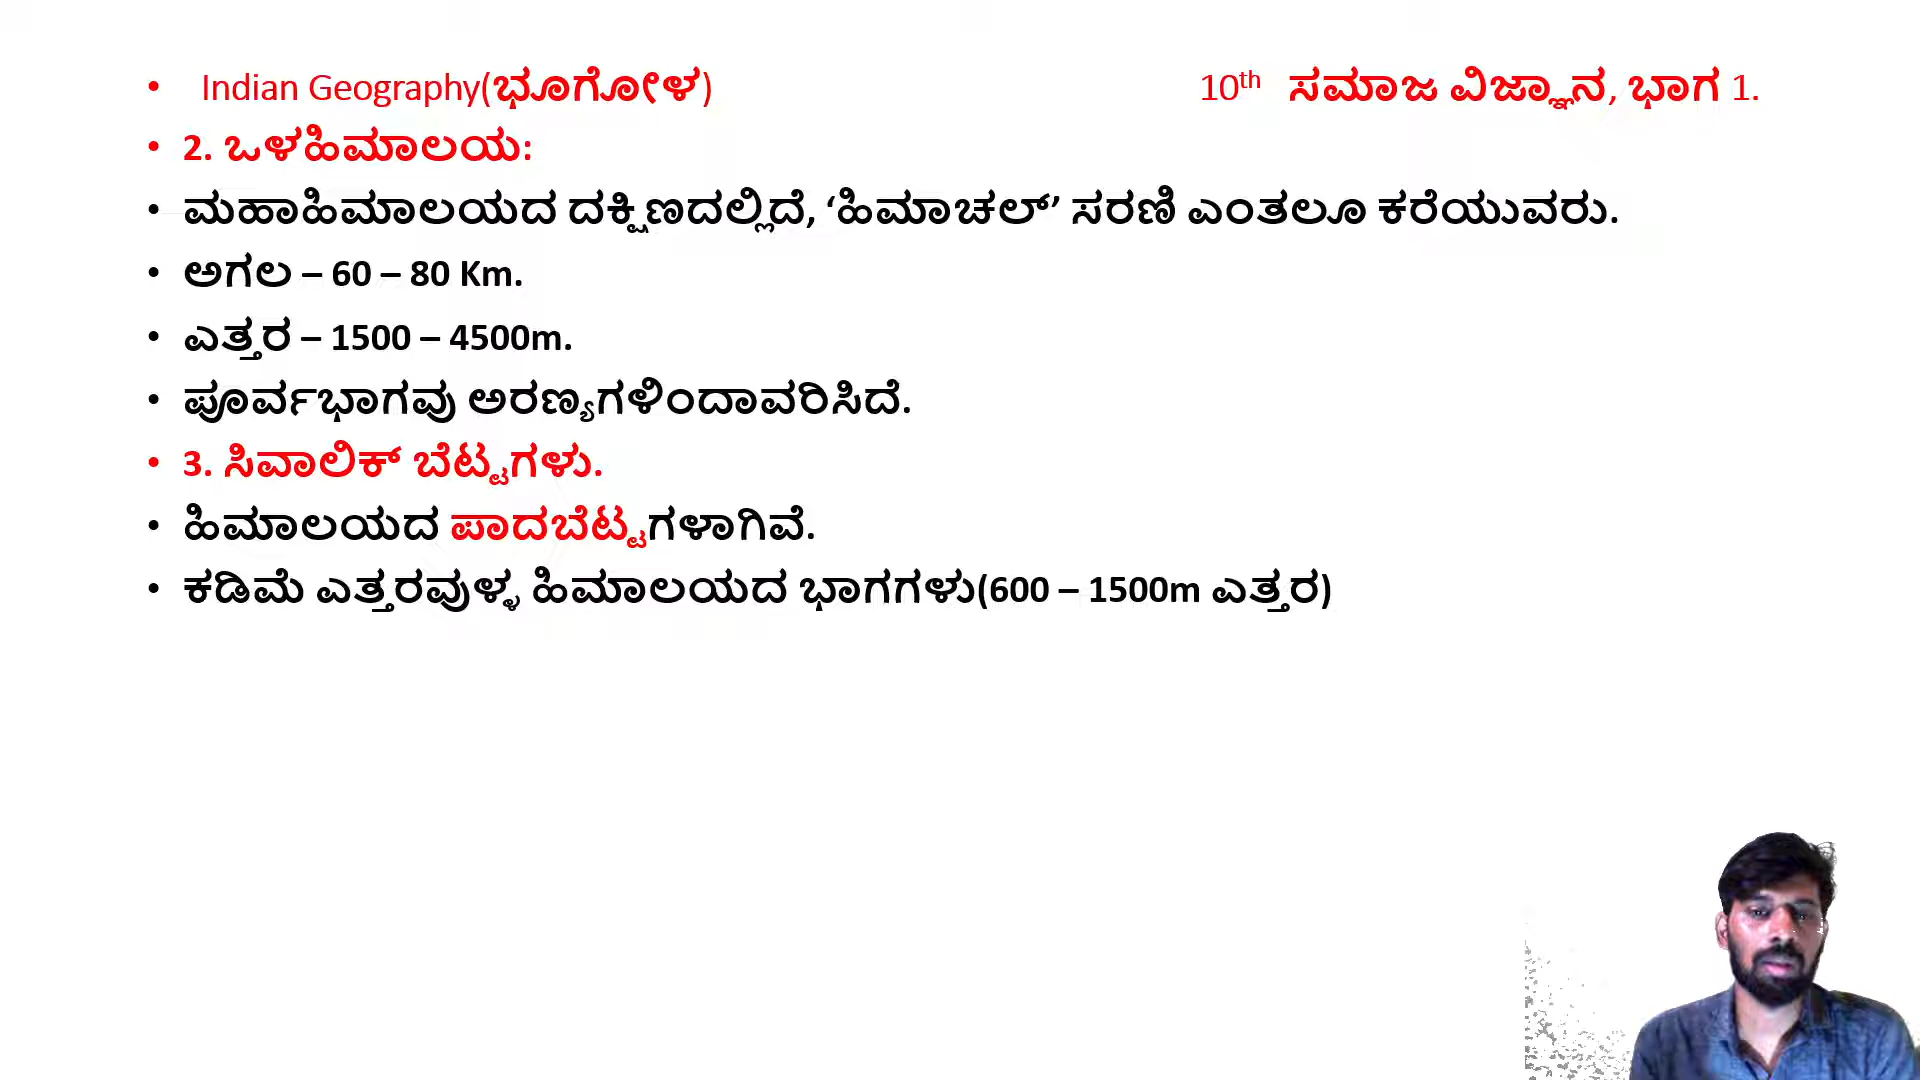 • Indian Geography(ಭೂಗೋಳ) 10th ಸಮಾಜ ವಿಜ್ಞಾನ, ಭಾಗ 1.
• 2. ಒಳಹಿಮಾಲಯ:
• ಮಹಾಹಿಮಾಲಯದ ದಕ್ಷಿಣದಲ್ಲಿದೆ, ‘ಹಿಮಾಚಲ್’ ಸರಣಿ ಎಂತಲೂ ಕರೆಯುವರು.
• ಅಗಲ – 60 – 80 Km.
• ಎತ್ತರ – 1500 – 4500m.
• ಪೂರ್ವಭಾಗವು ಅರಣ್ಯಗಳಿಂದಾವರಿಸಿದೆ.
• 3. ಸಿವಾಲಿಕ್ ಬೆಟ್ಟಗಳು.
• ಹಿಮಾಲಯದ ಪಾದಬೆಟ್ಟಗಳಾಗಿವೆ.
• ಕಡಿಮೆ ಎತ್ತರವುಳ್ಳ ಹಿಮಾಲಯದ ಭಾಗಗಳು(600 – 1500m ಎತ್ತರ)